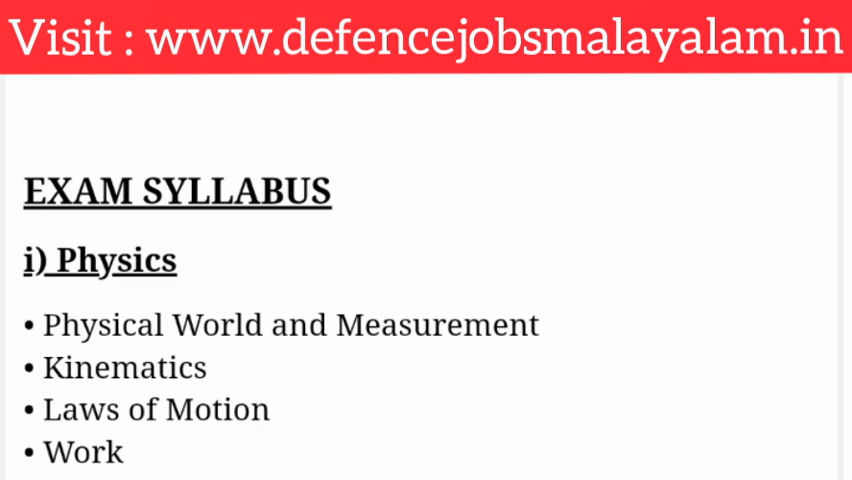 Visit : www.defencejobsmalayalam.in
EXAM SYLLABUS
i) Physics
• Physical World and Measurement
• Kinematics
• Laws of Motion
• Work